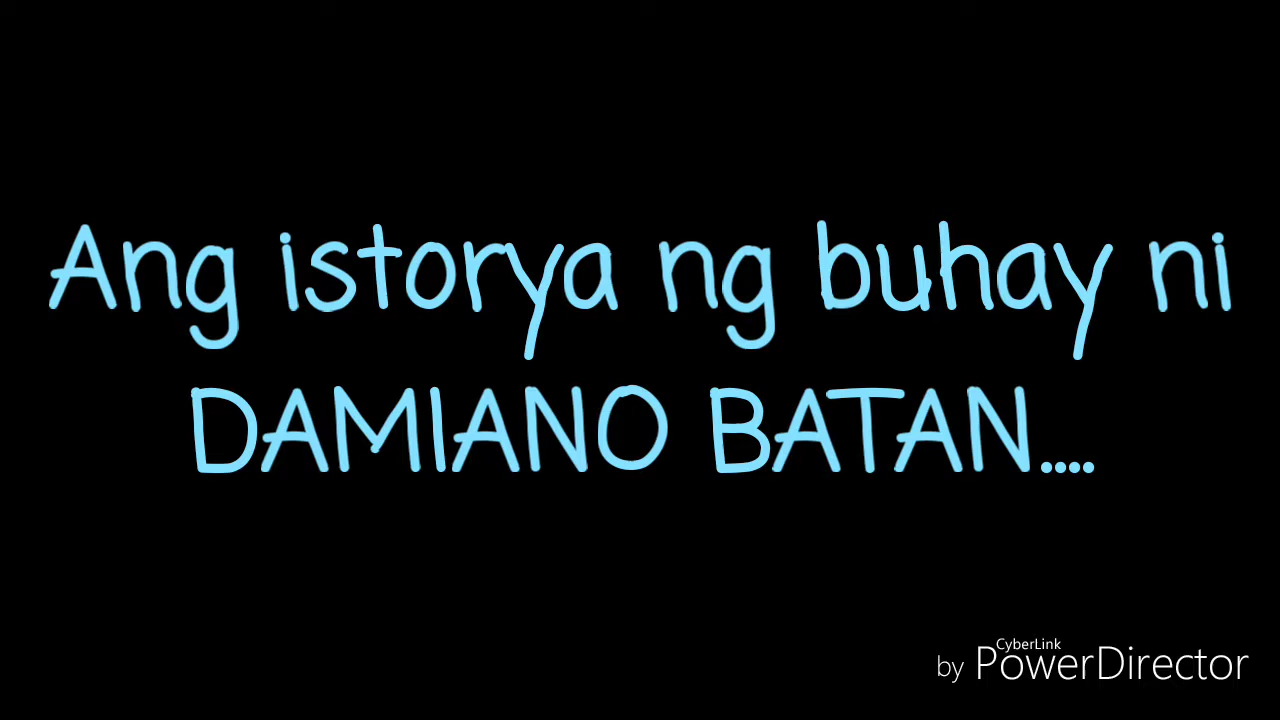 Ang istorya ng buhay ni
DAMIANO BATAN....
CyberLink
by PowerDirector